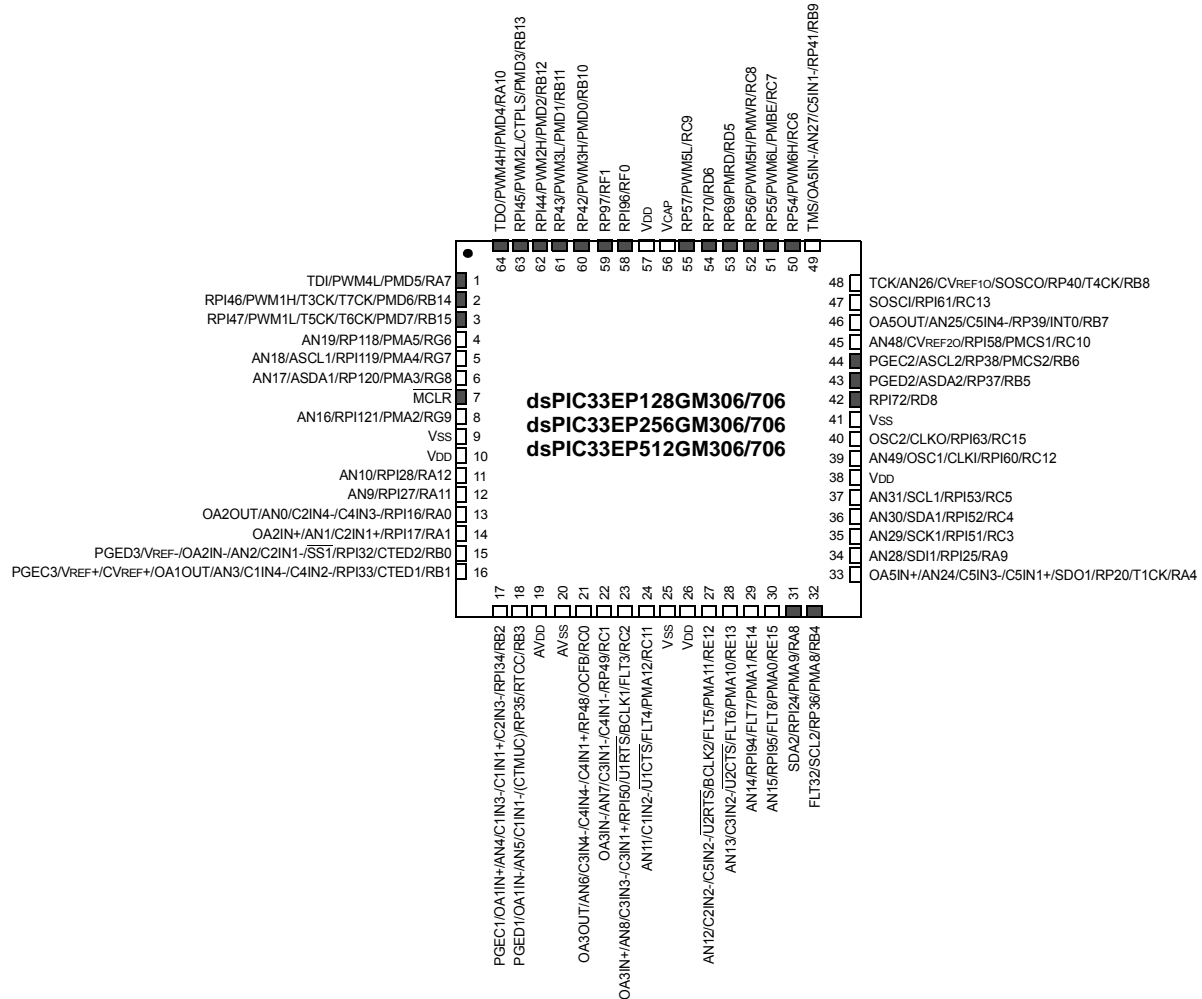 TDO/PWM4H/PMD4/RA10
RPI45/PWM2L/CTPLS/PMD3/RB13
RPI44/PWM2H/PMD2/RB12
RP43/PWM3L/PMD1/RB11
RP42/PWM3H/PMD0/RB10
RP97/RF1
RPI96/RF0
VDD
VCAP
RP57/PWM5L/RC9
RP70/RD6
RP69/PMRD/RD5
RP56/PWM5H/PMWR/RC8
RP55/PWM6L/PMBE/RC7
RP54/PWM6H/RC6
TMS/OA5IN-/AN27/C5IN1-/RP41/RB9
64 63 62 61 60 59 58 57 56 55 54 53 52 51 50 49
TDI/PWM4L/PMD5/RA7 1
RPI46/PWM1H/T3CK/T7CK/PMD6/RB14 2
RPI47/PWM1L/T5CK/T6CK/PMD7/RB15 3
AN19/RP118/PMA5/RG6 4
AN18/ASCL1/RPI119/PMA4/RG7 5
AN17/ASDA1/RP120/PMA3/RG8 6
MCLR 7
AN16/RPI121/PMA2/RG9 8
VSS 9
VDD 10
AN10/RPI28/RA12 11
AN9/RPI27/RA11 12
OA2OUT/AN0/C2IN4-/C4IN3-/RPI16/RA0 13
OA2IN+/AN1/C2IN1+/RPI17/RA1 14
PGED3/VREF-/OA2IN-/AN2/C2IN1-/SS1/RPI32/CTED2/RB0 15
PGEC3/VREF+/CVREF+/OA1OUT/AN3/C1IN4-/C4IN2-/RPI33/CTED1/RB1 16
dsPIC33EP128GM306/706
dsPIC33EP256GM306/706
dsPIC33EP512GM306/706
48 TCK/AN26/CVREF1O/SOSCO/RP40/T4CK/RB8
47 SOSCI/RPI61/RC13
46 OA5OUT/AN25/C5IN4-/RP39/INT0/RB7
45 AN48/CVREF2O/RPI58/PMCS1/RC10
44 PGEC2/ASCL2/RP38/PMCS2/RB6
43 PGED2/ASDA2/RP37/RB5
42 RPI72/RD8
41 VSS
40 OSC2/CLKO/RPI63/RC15
39 AN49/OSC1/CLKI/RPI60/RC12
38 VDD
37 AN31/SCL1/RPI53/RC5
36 AN30/SDA1/RPI52/RC4
35 AN29/SCK1/RPI51/RC3
34 AN28/SDI1/RPI25/RA9
33 OA5IN+/AN24/C5IN3-/C5IN1+/SDO1/RP20/T1CK/RA4
17 18 19 20 21 22 23 24 25 26 27 28 29 30 31 32
PGEC1/OA1IN+/AN4/C1IN3-/C1IN1+/C2IN3-/RPI34/RB2
PGED1/OA1IN-/AN5/C1IN1-/(CTMUC)/RP35/RTCC/RB3
AVDD
AVSS
OA3OUT/AN6/C3IN4-/C4IN4-/C4IN1+/RP48/OCFB/RC0
OA3IN-/AN7/C3IN1-/C4IN1-/RP49/RC1
OA3IN+/AN8/C3IN3-/C3IN1+/RPI50/U1RTS/BCLK1/FLT3/RC2
AN11/C1IN2-/U1CTS/FLT4/PMA12/RC11
VSS
VDD
AN12/C2IN2-/C5IN2-/U2RTS/BCLK2/FLT5/PMA11/RE12
AN13/C3IN2-/U2CTS/FLT6/PMA10/RE13
AN14/RPI94/FLT7/PMA1/RE14
AN15/RPI95/FLT8/PMA0/RE15
SDA2/RPI24/PMA9/RA8
FLT32/SCL2/RP36/PMA8/RB4